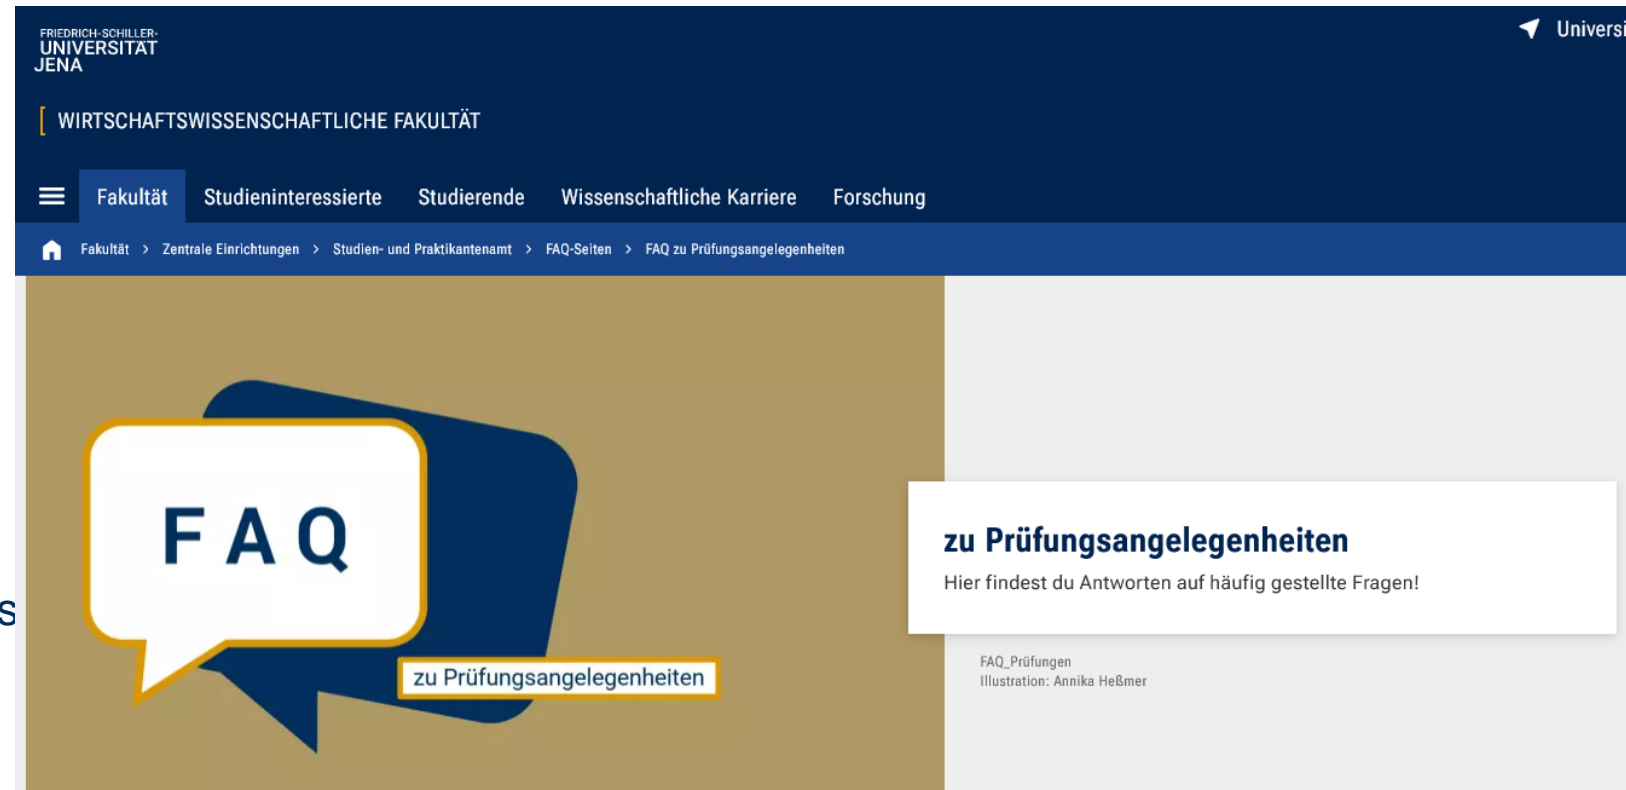 FRIEDRICH-SCHILLER-
UNIVERSITÄT
JENA
Universi
WIRTSCHAFTSWISSENSCHAFTLICHE FAKULTÄT
Fakultät Studieninteressierte Studierende Wissenschaftliche Karriere Forschung
Fakultät > Zentrale Einrichtungen > Studien- und Praktikantenamt > FAQ-Seiten > FAQ zu Prüfungsangelegenheiten
FAQ
zu Prüfungsangelegenheiten
zu Prüfungsangelegenheiten
Hier findest du Antworten auf häufig gestellte Fragen!
FAQ_Prüfungen
Illustration: Annika Heßmer
s